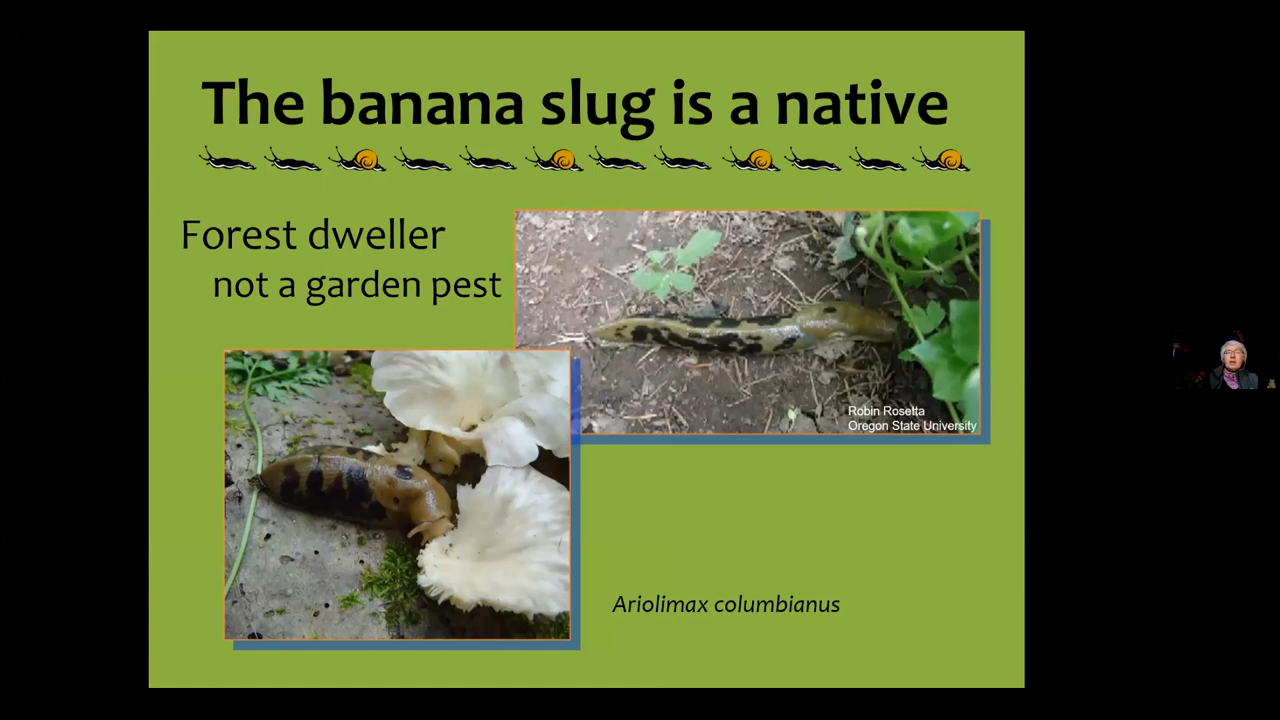 The banana slug is a native
Forest dweller
not a garden pest
Robin Rosetta
Oregon State University
Ariolimax columbianus